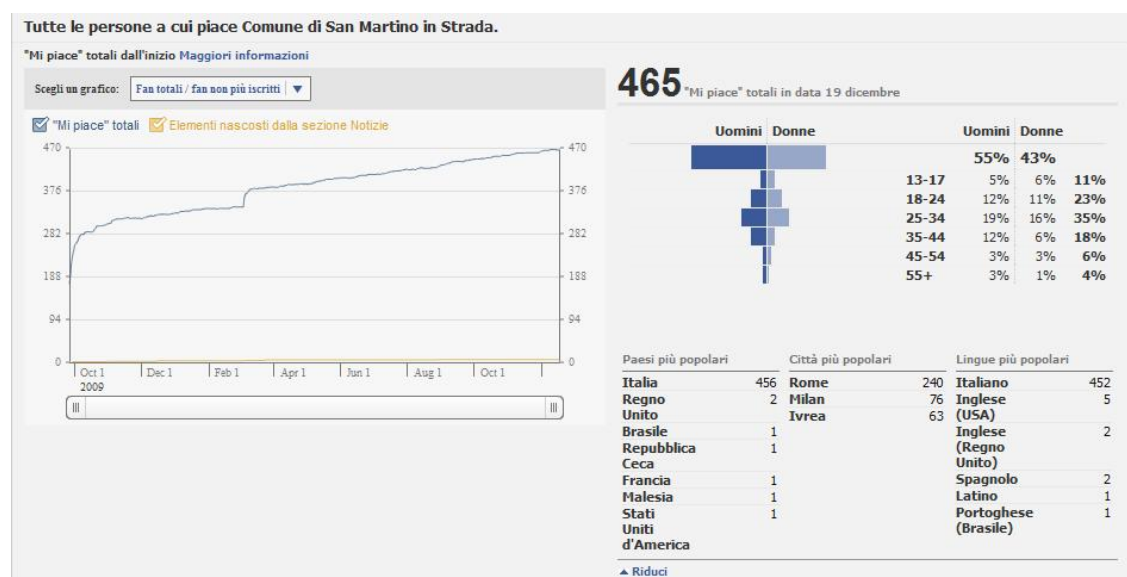 Tutte le persone a cui piace Comune di San Martino in Strada.
"Mi piace" totali dall'inizio Maggiori informazioni
Scegli un grafico: Fan totali / fan non più iscritti
"Mi piace" totali Elementi nascosti dalla sezione Notizie
470 470
376 376
282 282
188 188
94 94
0 0
Oct 1 Dec 1 Feb 1 Apr 1 Jun 1 Aug 1 Oct 1
2009
465 "Mi piace" totali in data 19 dicembre
Uomini Donne Uomini Donne
55% 43%
13-17 5% 6% 11%
18-24 12% 11% 23%
25-34 19% 16% 35%
35-44 12% 6% 18%
45-54 3% 3% 6%
55+ 3% 1% 4%
Paesi più popolari
Italia 456
Regno 2
Unito
Brasile 1
Repubblica 1
Ceca
Francia 1
Malesia 1
Stati 1
Uniti
d'America
Città più popolari
Rome 240
Milan 76
Ivrea 63
Lingue più popolari
Italiano 452
Inglese 5
(USA)
Inglese 2
(Regno
Unito)
Spagnolo 2
Latino 1
Portoghese 1
(Brasile)
Riduci